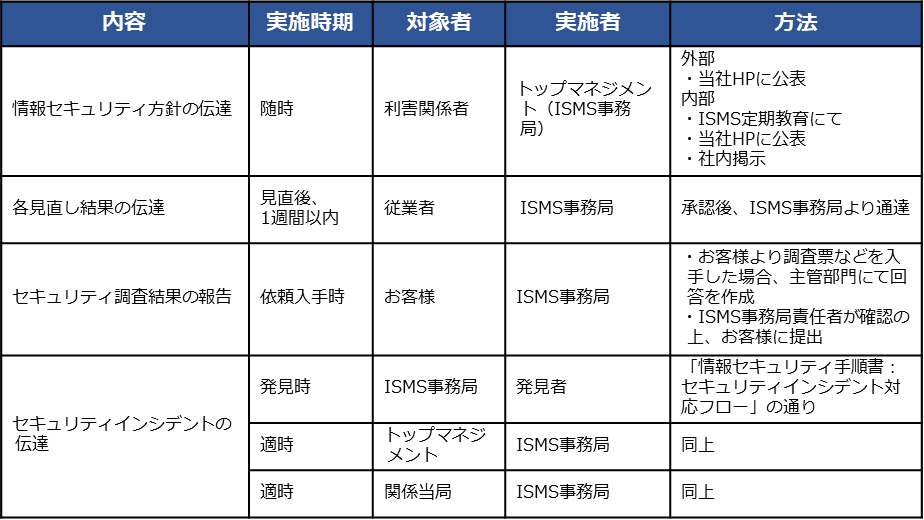 内容
実施時期
対象者
実施者
方法
情報セキュリティ方針の伝達
随時
利害関係者
トップマネジメン
ト（ISMS事務
局）
外部
・当社HPに公表
内部
・ISMS定期教育にて
・当社HPに公表
・社内掲示
各見直し結果の伝達
見直後、
1週間以内
従業者
ISMS事務局
承認後、ISMS事務局より通達
セキュリティ調査結果の報告
依頼入手時
お客様
ISMS事務局
・お客様より調査票などを入
手した場合、主管部門にて回
答を作成
・ISMS事務局責任者が確認の
上、お客様に提出
セキュリティインシデントの
伝達
発見時
ISMS事務局
発見者
「情報セキュリティ手順書：
セキュリティインシデント対
応フロー」の通り
適時
トップマネジ
メント
ISMS事務局
同上
適時
関係当局
ISMS事務局
同上